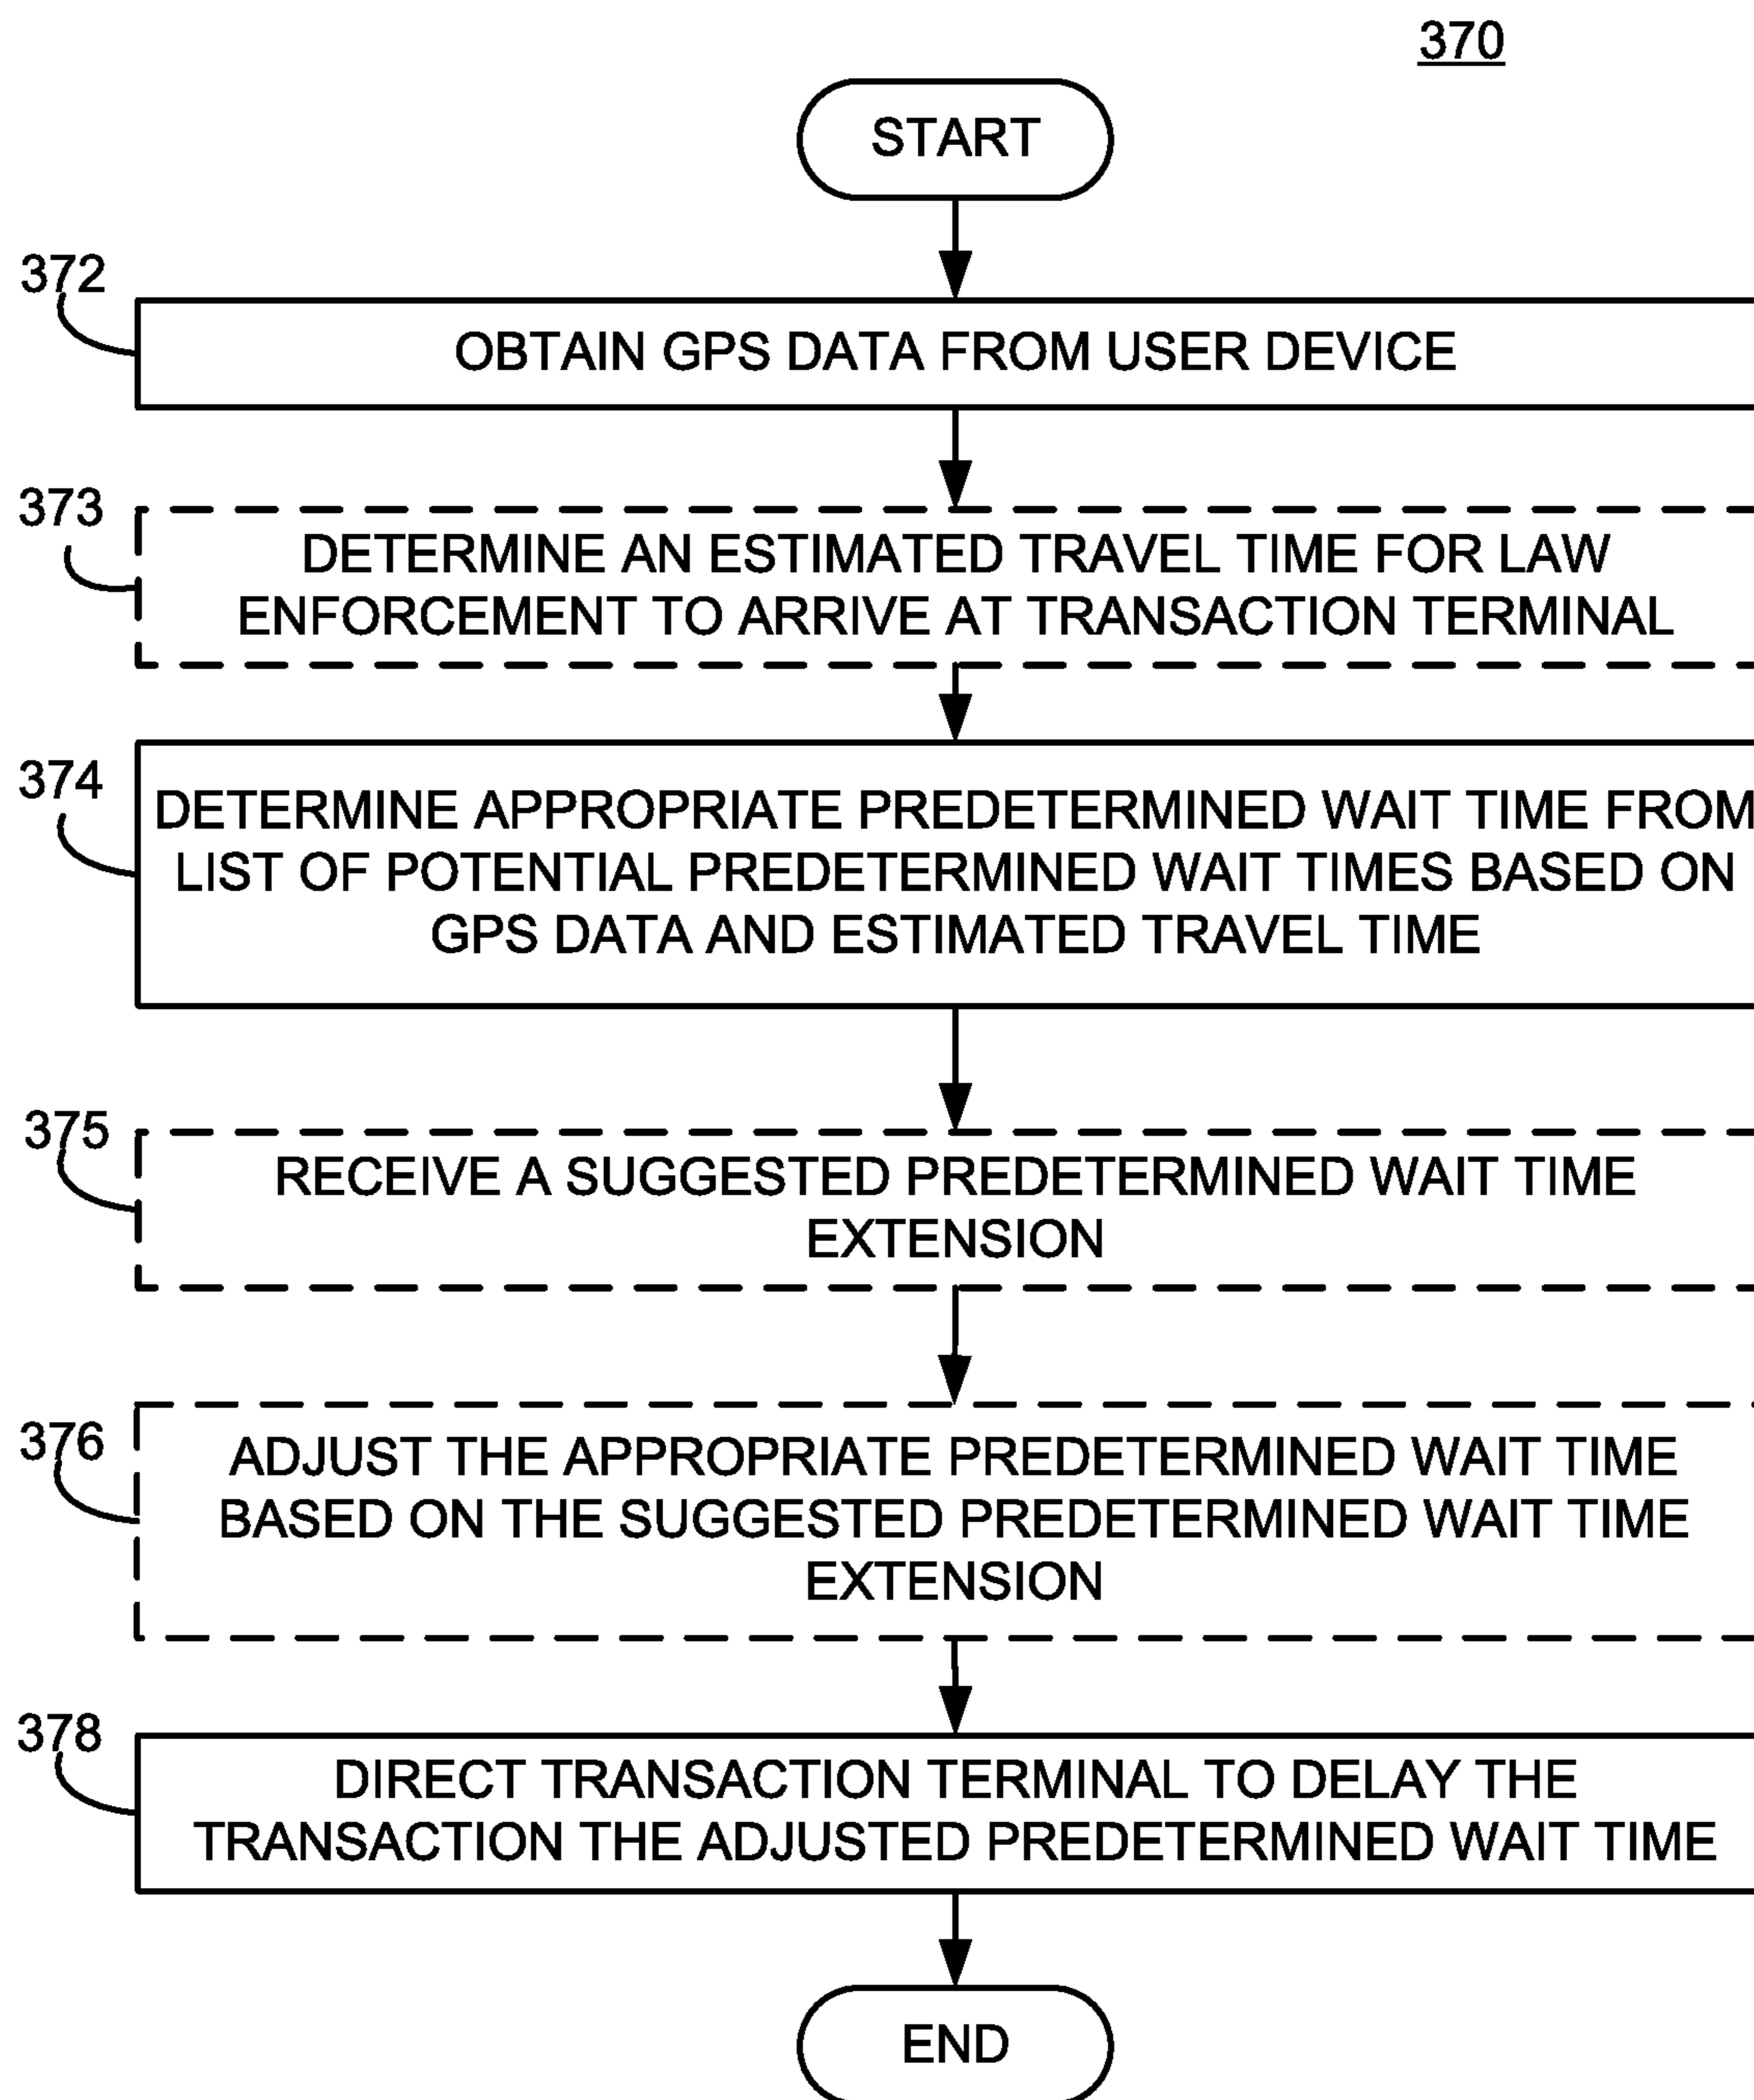 370
START
372
OBTAIN GPS DATA FROM USER DEVICE
373
DETERMINE AN ESTIMATED TRAVEL TIME FOR LAW
ENFORCEMENT TO ARRIVE AT TRANSACTION TERMINAL
374
DETERMINE APPROPRIATE PREDETERMINED WAIT TIME FROM
LIST OF POTENTIAL PREDETERMINED WAIT TIMES BASED ON
GPS DATA AND ESTIMATED TRAVEL TIME
375
RECEIVE A SUGGESTED PREDETERMINED WAIT TIME
EXTENSION
376
ADJUST THE APPROPRIATE PREDETERMINED WAIT TIME
BASED ON THE SUGGESTED PREDETERMINED WAIT TIME
EXTENSION
378
DIRECT TRANSACTION TERMINAL TO DELAY THE
TRANSACTION THE ADJUSTED PREDETERMINED WAIT TIME
END